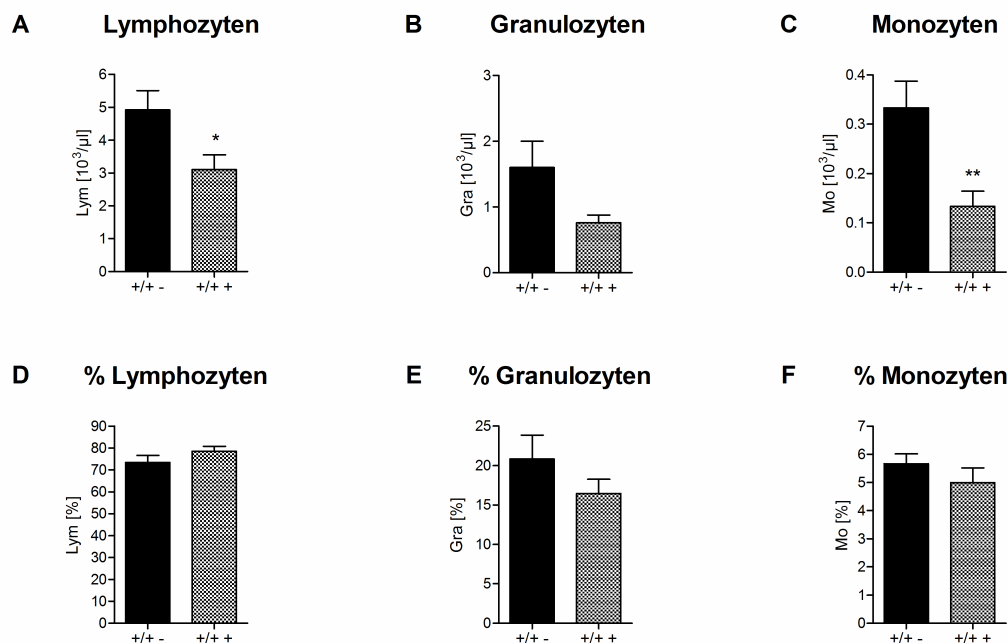 A Lymphozyten
B Granulozyten
C Monozyten
Lym [10³/µl]
6
5
4
3
2
1
0
*
+/+ - +/+ +
Gra [10³/µl]
3
2
1
0
+/+ - +/+ +
Mo [10³/µl]
0.4
0.3
0.2
0.1
0.0
**
+/+ - +/+ +
D % Lymphozyten
E % Granulozyten
F % Monozyten
Lym [%]
90
80
70
60
50
40
30
20
10
0
+/+ - +/+ +
Gra [%]
25
20
15
10
5
0
+/+ - +/+ +
Mo [%]
7
6
5
4
3
2
1
0
+/+ - +/+ +